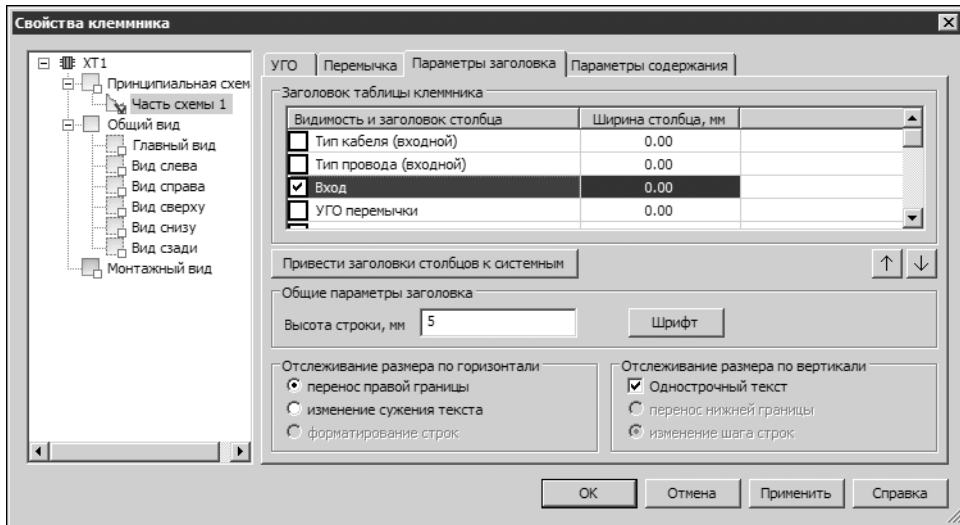 Свойства клеммника
XT1
Принципиальная схем
Часть схемы 1
Общий вид
Главный вид
Вид слева
Вид справа
Вид сверху
Вид снизу
Вид сзади
Монтажный вид
УГО Перемычка Параметры заголовка Параметры содержания
Заголовок таблицы клеммника
Видимость и заголовок столбца Ширина столбца, мм
Тип кабеля (входной) 0.00
Тип провода (входной) 0.00
Вход 0.00
УГО перемычки 0.00
Привести заголовки столбцов к системным
Общие параметры заголовка
Высота строки, мм 5 Шрифт
Отслеживание размера по горизонтали
перенос правой границы
изменение сужения текста
форматирование строк
Отслеживание размера по вертикали
Однострочный текст
перенос нижней границы
изменение шага строк
OK Отмена Применить Справка